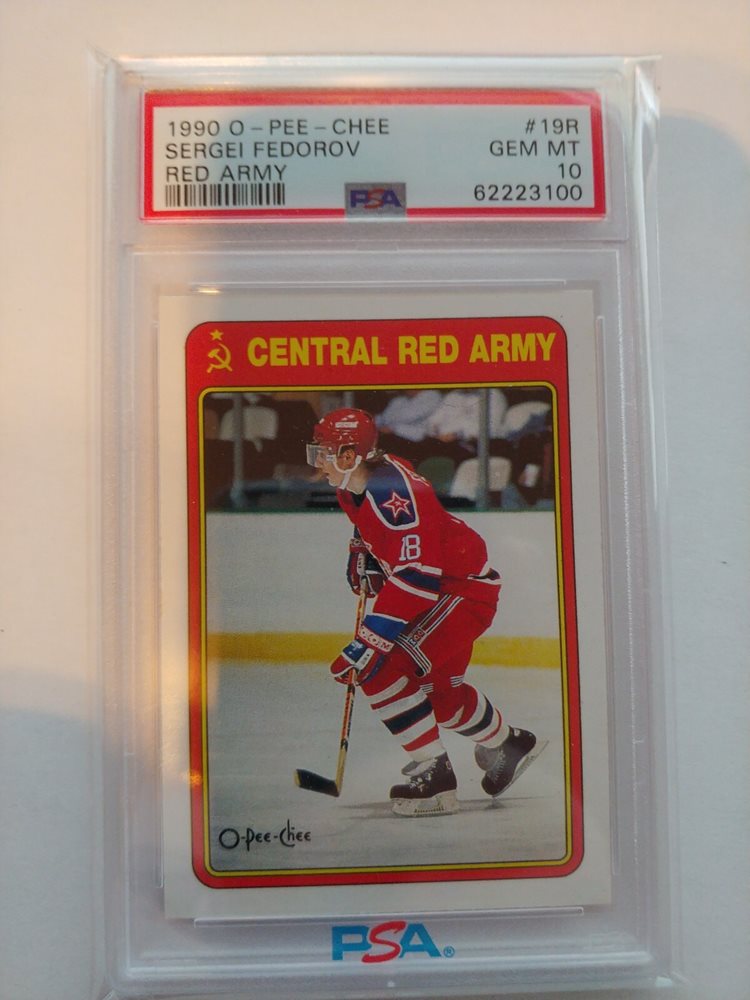 1990 O - PEE - CHEE #19R
SERGEI FEDOROV GEM MT
RED ARMY 10
PSA 62223100
CENTRAL RED ARMY
18
CCM
O-Pee-Chee
PSA®